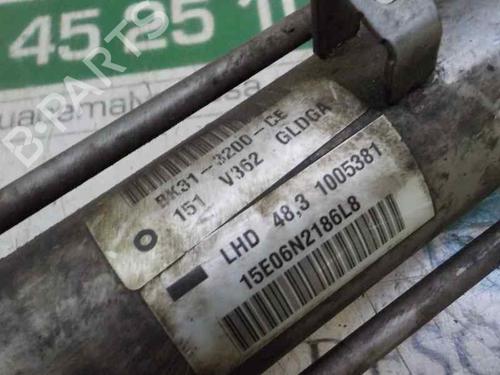 45 25 1
B-PARTS
BK31-3200-CE
151 V362 GLDGA
LHD 48,3 1005381
15E06N2186L8